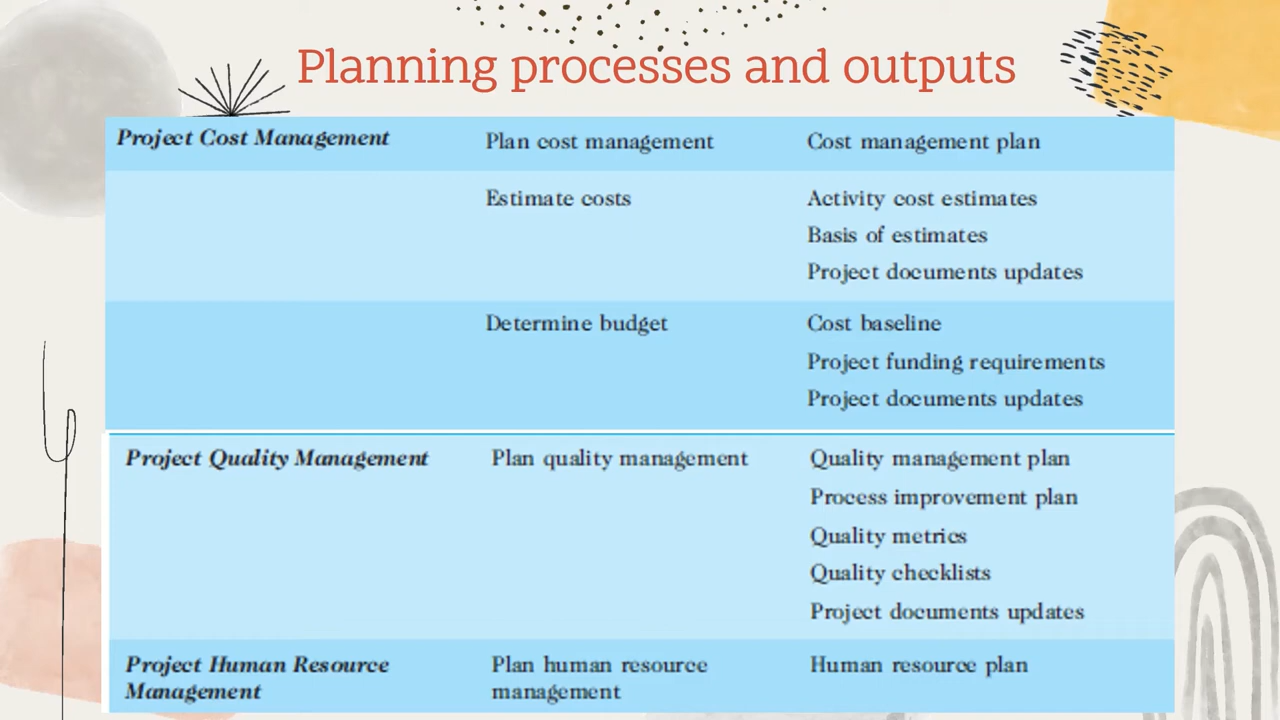 Planning processes and outputs
Project Cost Management Plan cost management Cost management plan
Estimate costs Activity cost estimates
Basis of estimates
Project documents updates
Determine budget Cost baseline
Project funding requirements
Project documents updates
Project Quality Management Plan quality management Quality management plan
Process improvement plan
Quality metrics
Quality checklists
Project documents updates
Project Human Resource Plan human resource Human resource plan
Management management